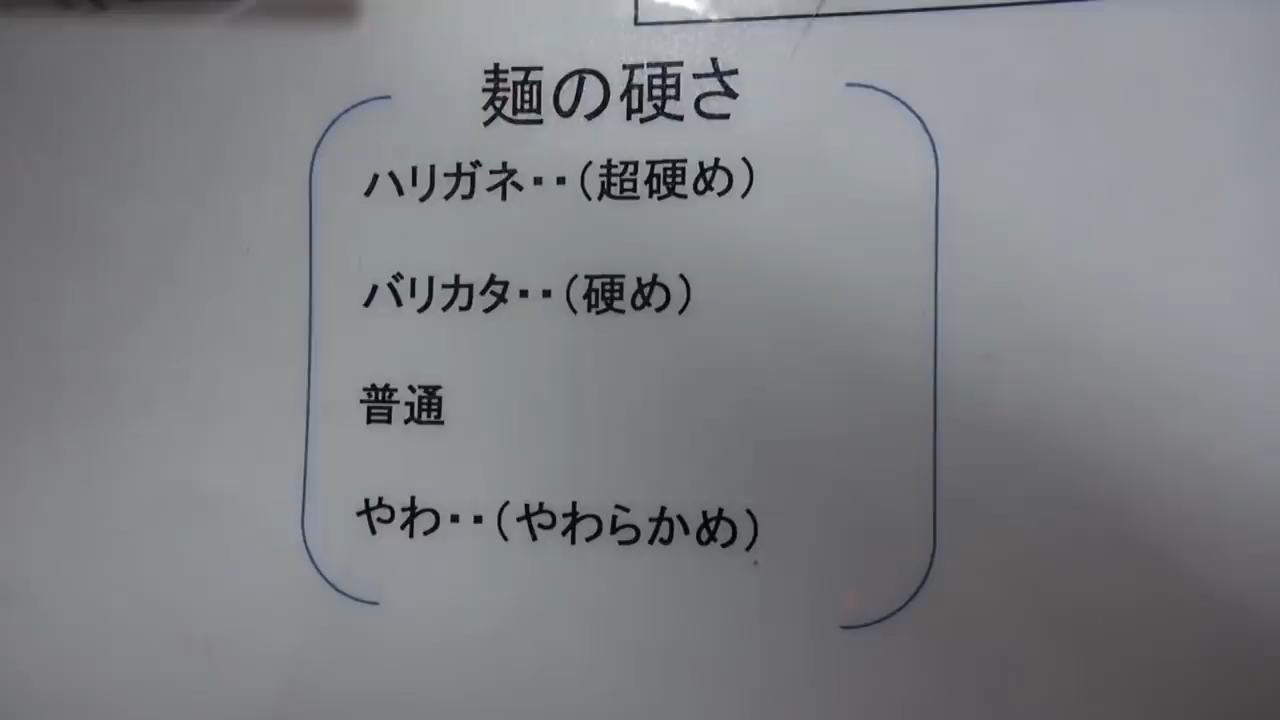 麺の硬さ
ハリガネ・・（超硬め）
バリカタ・・（硬め）
普通
やわ・・（やわらかめ）